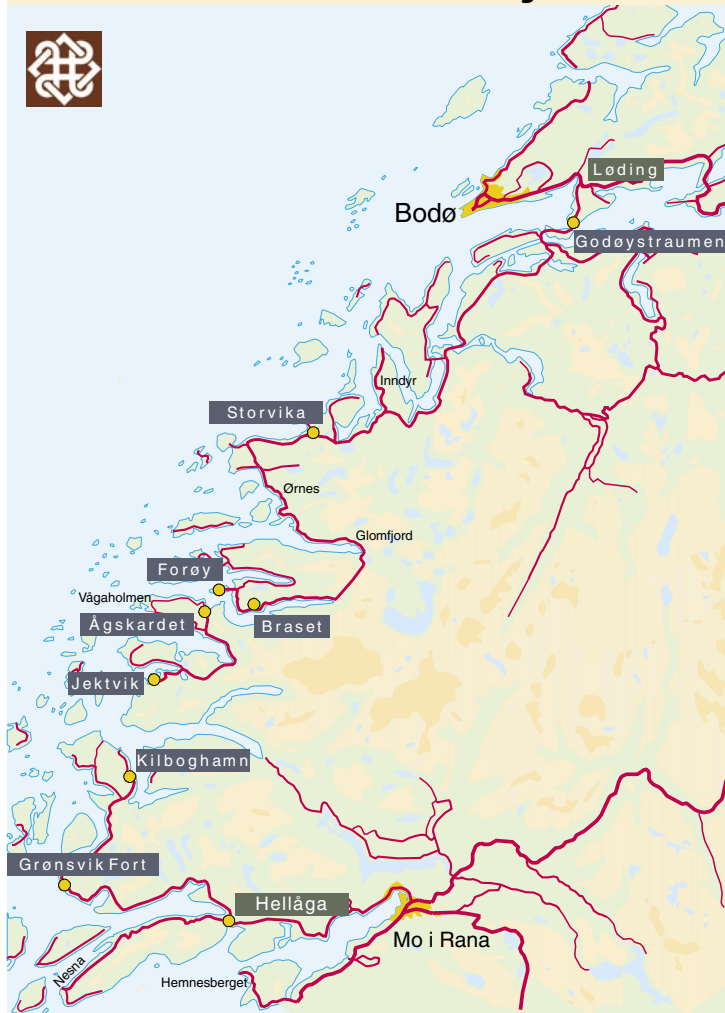 Løding
Bodø
Godøystraumen
Inndyr
Storvika
Ørnes
Glomfjord
Forøy
Vågaholmen
Ågskardet
Braset
Jektvik
Kilboghamn
Grønsvik Fort
Hellåga
Mo i Rana
Nesna
Hemnesberget